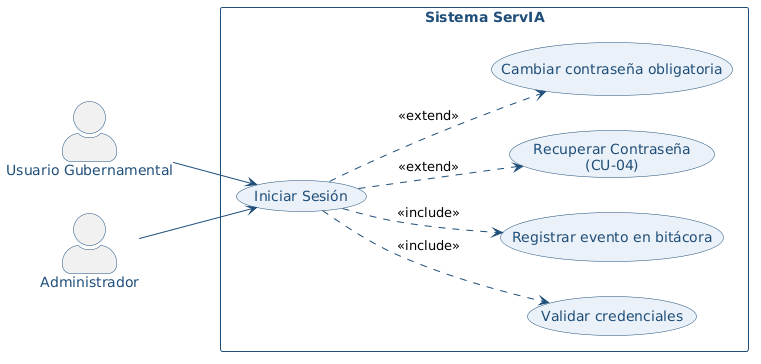 Sistema ServIA
Cambiar contraseña obligatoria
«extend»
Recuperar Contraseña
(CU-04)
«extend»
Usuario Gubernamental
Iniciar Sesión
«include»
Registrar evento en bitácora
«include»
Administrador
Validar credenciales